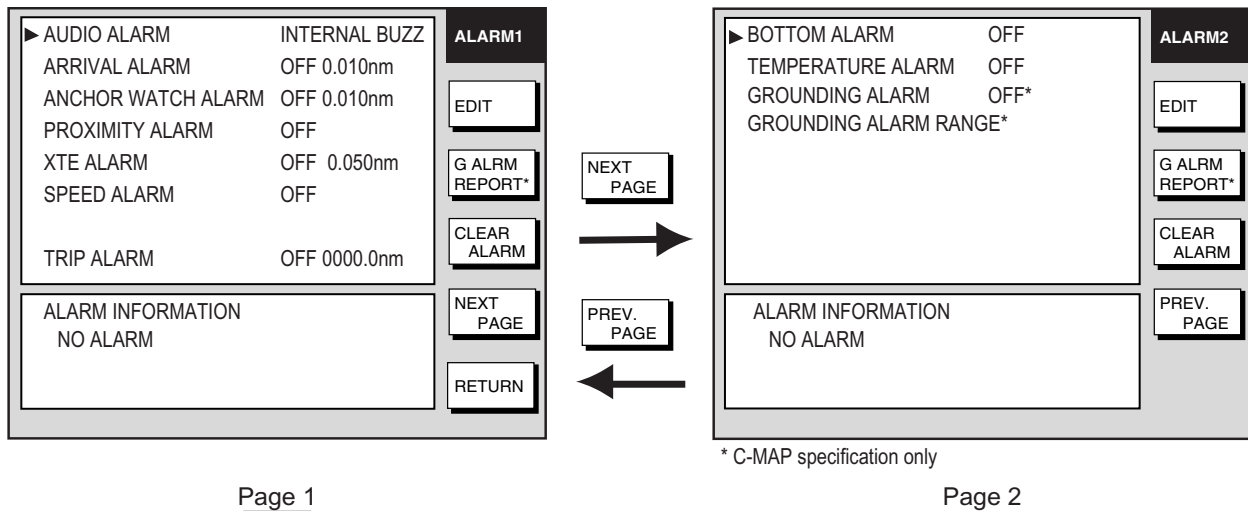 AUDIO ALARM INTERNAL BUZZ
ARRIVAL ALARM OFF 0.010nm
ANCHOR WATCH ALARM OFF 0.010nm
PROXIMITY ALARM OFF
XTE ALARM OFF 0.050nm
SPEED ALARM OFF
TRIP ALARM OFF 0000.0nm
ALARM INFORMATION
NO ALARM
ALARM1
EDIT
G ALRM
REPORT*
CLEAR
ALARM
NEXT
PAGE
RETURN
NEXT
PAGE
PREV.
PAGE
BOTTOM ALARM OFF
TEMPERATURE ALARM OFF
GROUNDING ALARM OFF*
GROUNDING ALARM RANGE*
ALARM INFORMATION
NO ALARM
ALARM2
EDIT
G ALRM
REPORT*
CLEAR
ALARM
PREV.
PAGE
* C-MAP specification only
Page 1
Page 2